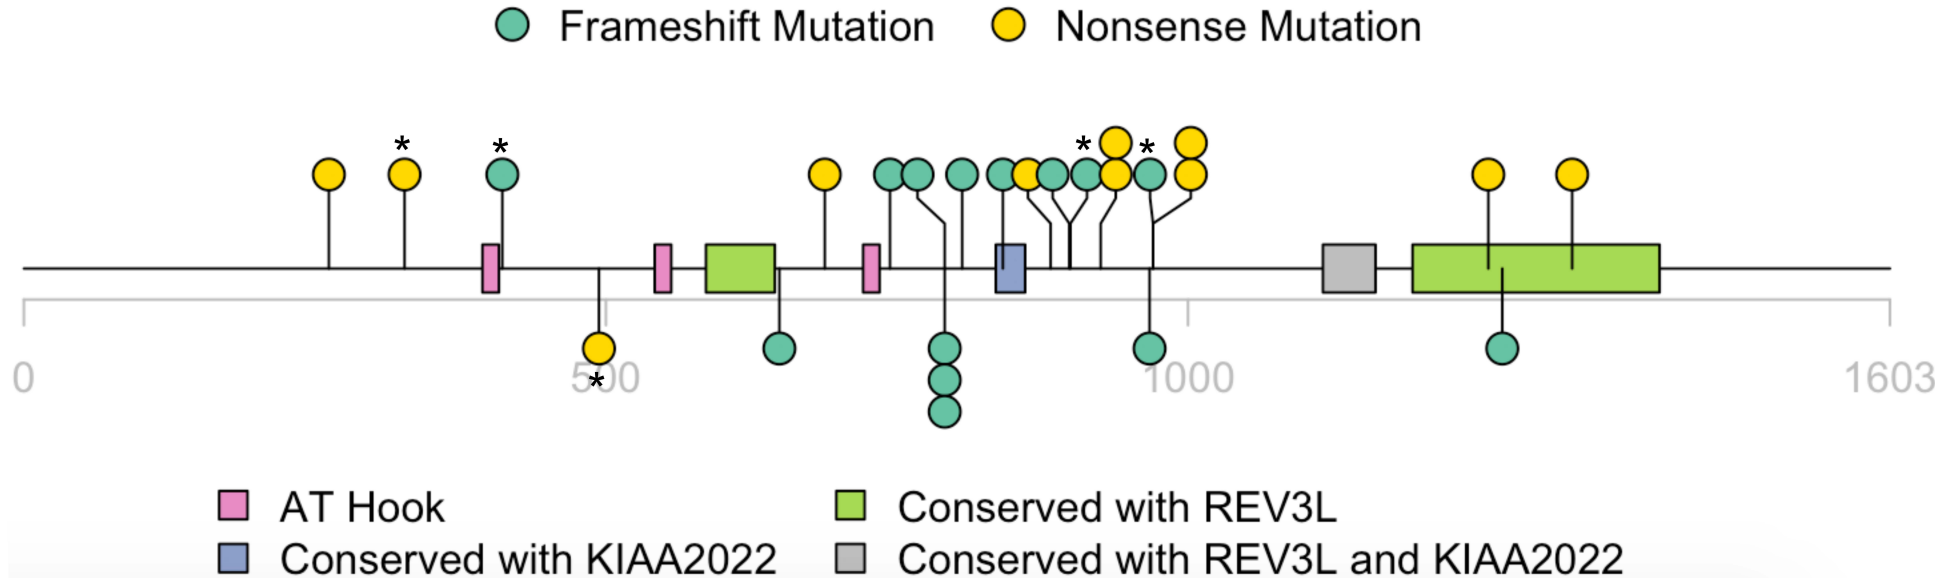 Frameshift Mutation Nonsense Mutation
* * * *
*
0 500 1000 1603
AT Hook Conserved with REV3L
Conserved with KIAA2022 Conserved with REV3L and KIAA2022